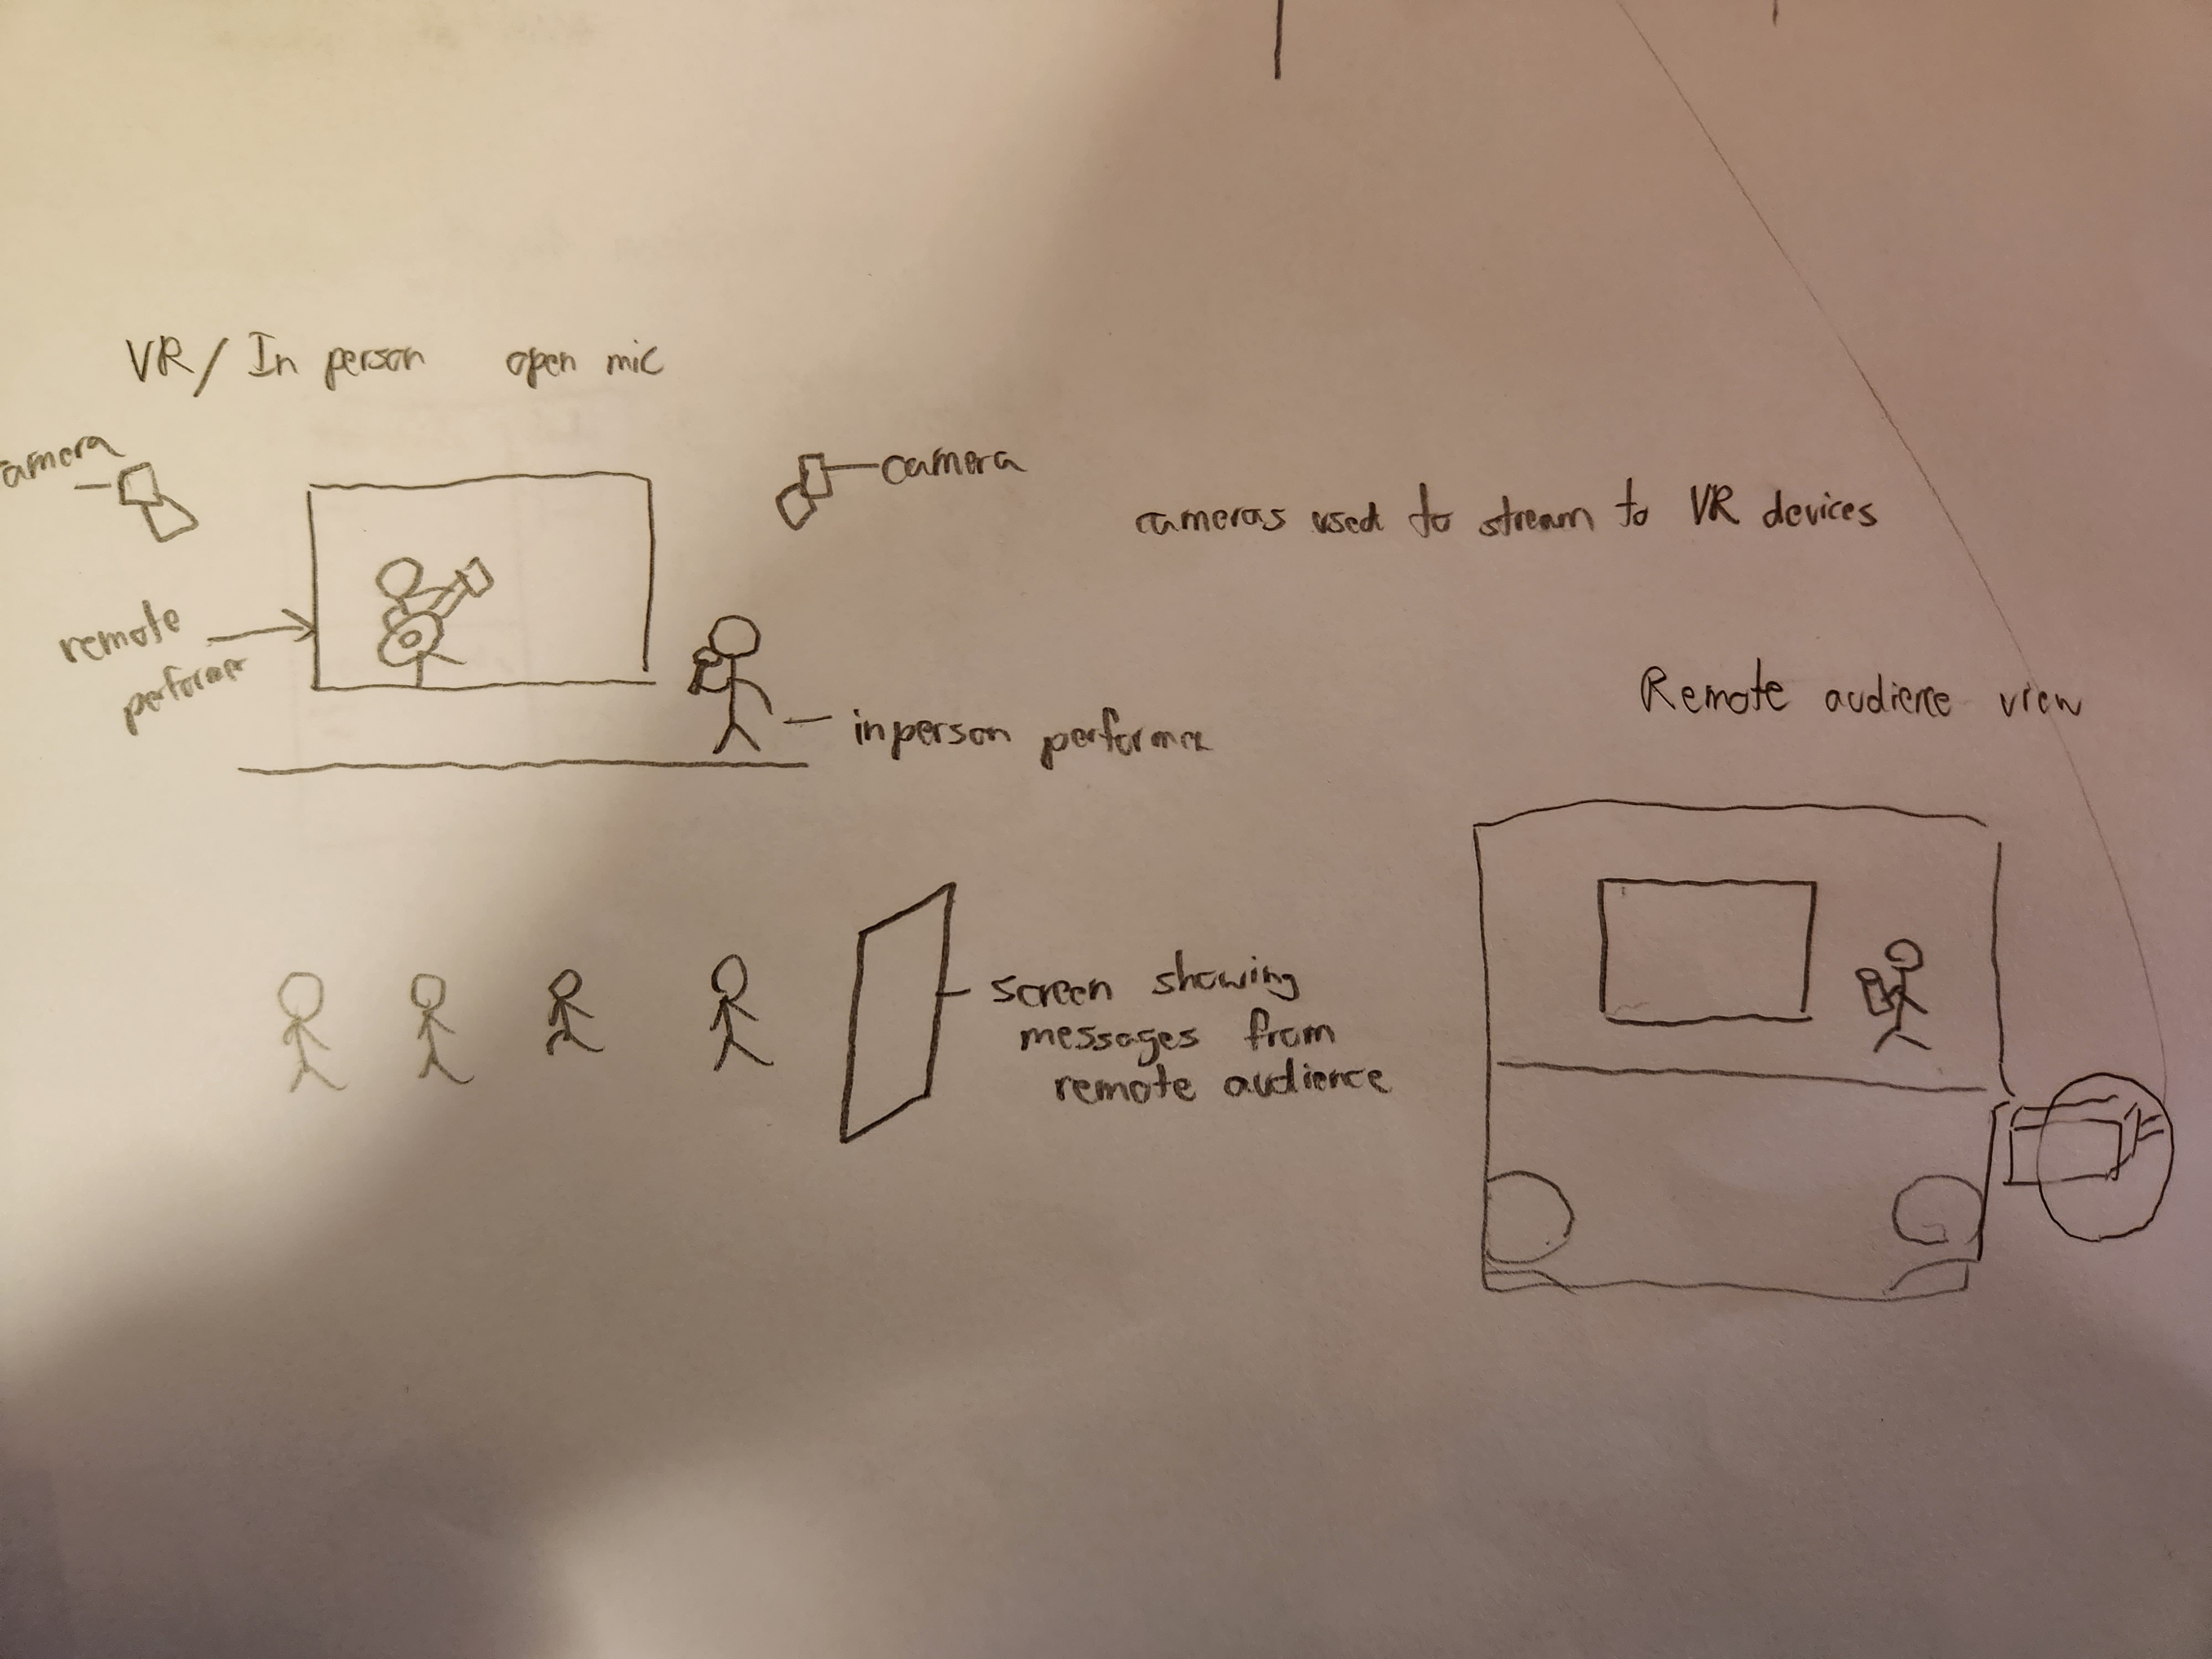 VR/ In person open mic
amera
camera
cameras used to stream to VR devices
remote
performer
inperson performer
Remote audience view
screen showing
messages from
remote audience